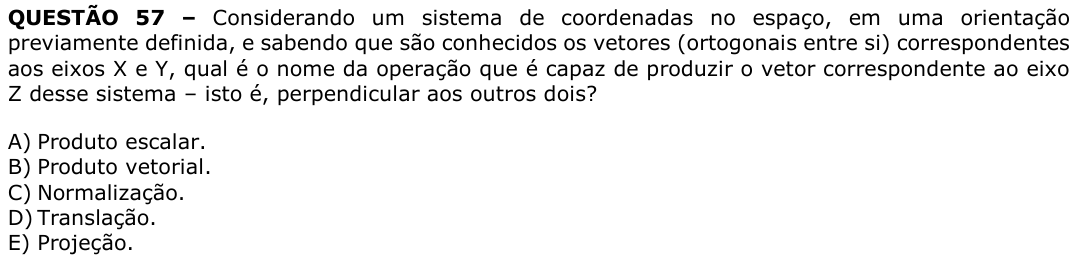 QUESTÃO 57 – Considerando um sistema de coordenadas no espaço, em uma orientação
previamente definida, e sabendo que são conhecidos os vetores (ortogonais entre si) correspondentes
aos eixos X e Y, qual é o nome da operação que é capaz de produzir o vetor correspondente ao eixo
Z desse sistema – isto é, perpendicular aos outros dois?
A) Produto escalar.
B) Produto vetorial.
C) Normalização.
D) Translação.
E) Projeção.